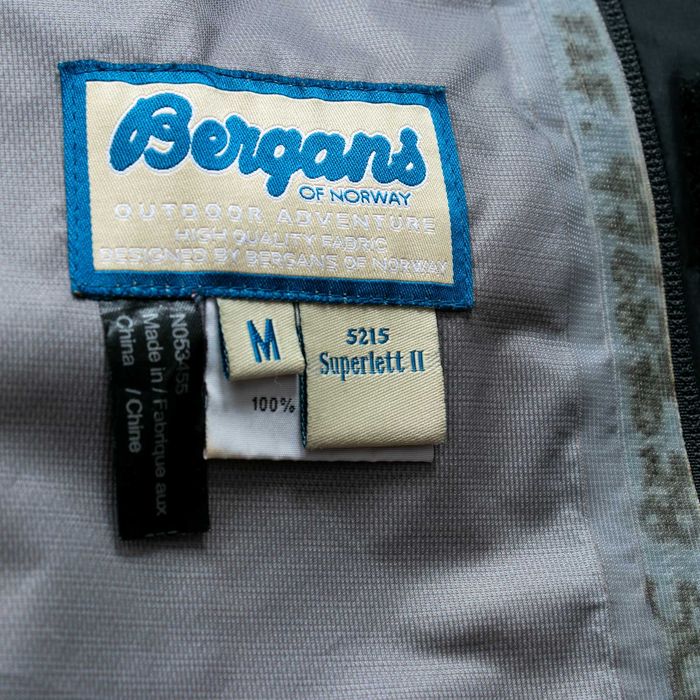 Bergans
OF NORWAY
OUTDOOR ADVENTURE
HIGH QUALITY FABRIC
DESIGNED BY BERGANS OF NORWAY
M
5215
Superlett II
100%
N053455
Made in / Fabrique aux
China / Chine